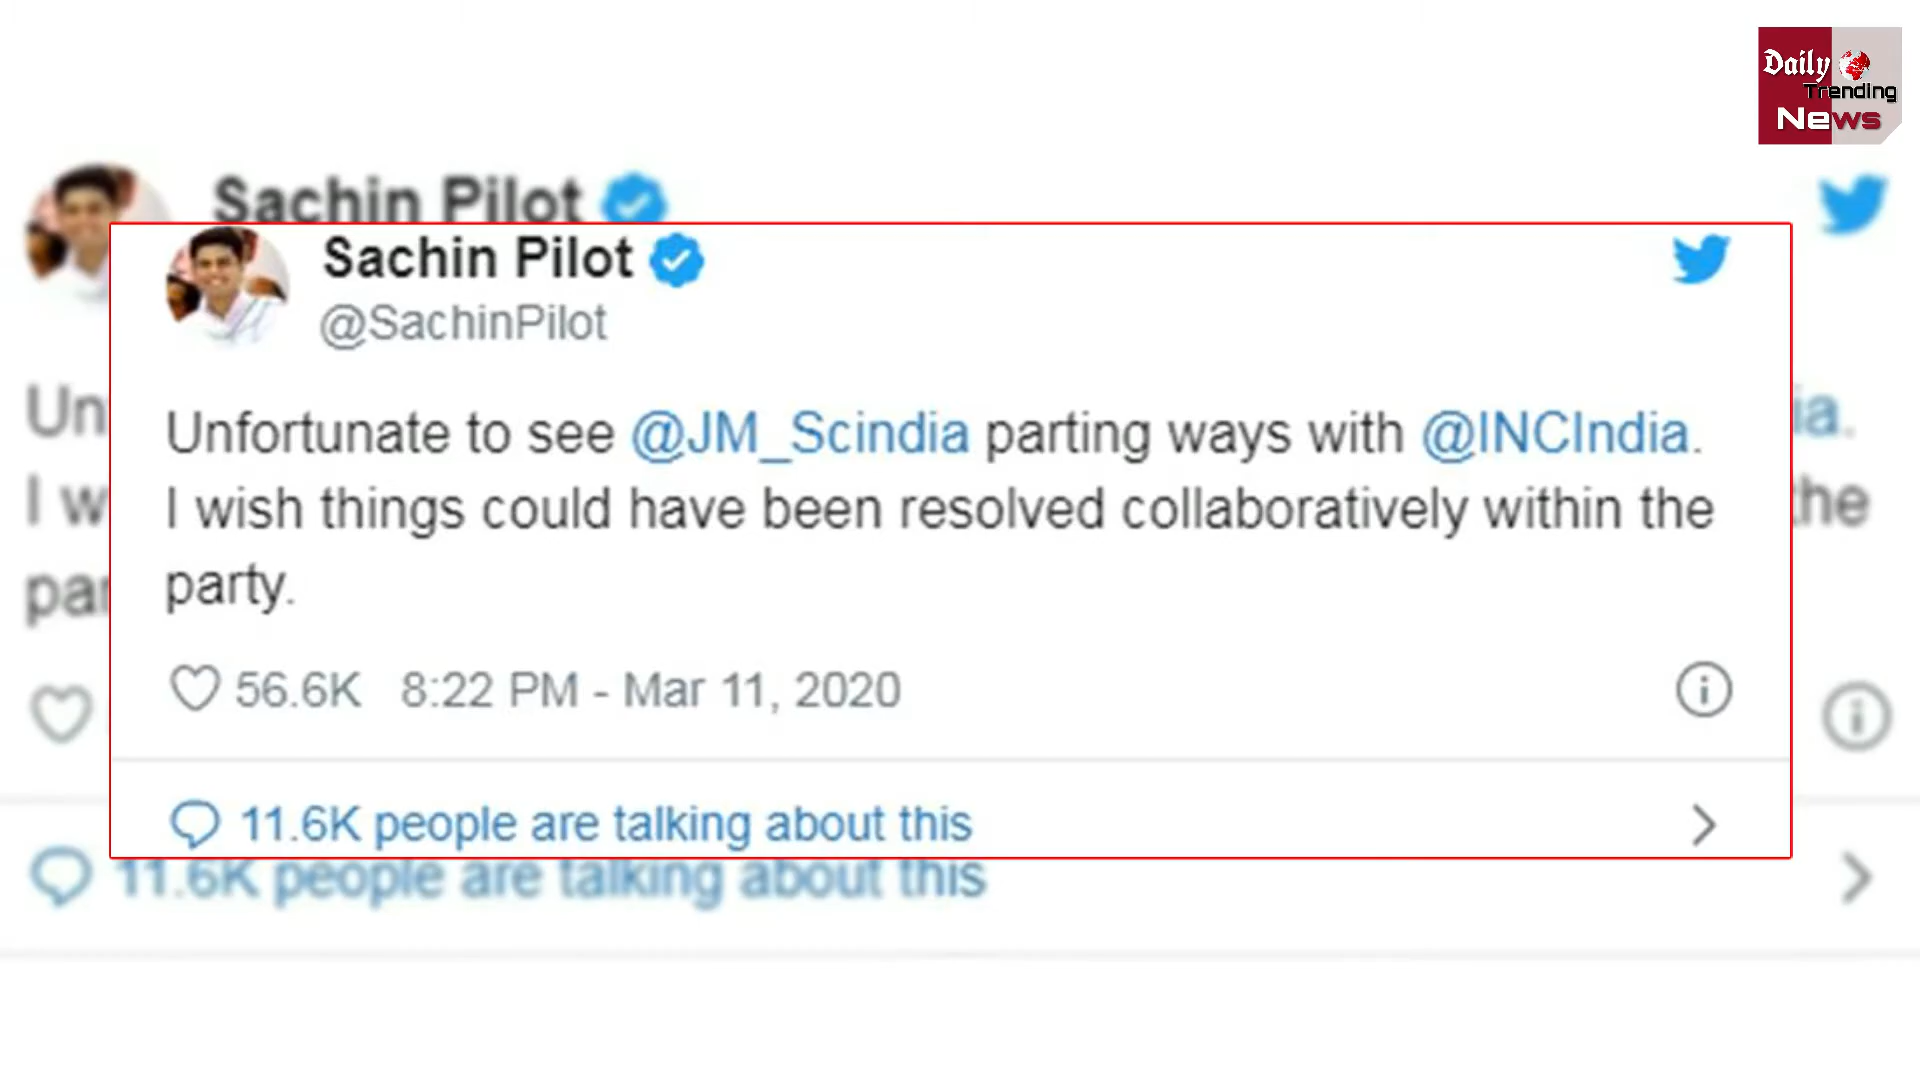 Daily
Trending
News
Sachin Pilot
Sachin Pilot
@SachinPilot
Unfortunate to see @JM_Scindia parting ways with @INCIndia.
I wish things could have been resolved collaboratively within the
party.
56.6K 8:22 PM - Mar 11, 2020
11.6K people are talking about this
11.6K people are talking about this